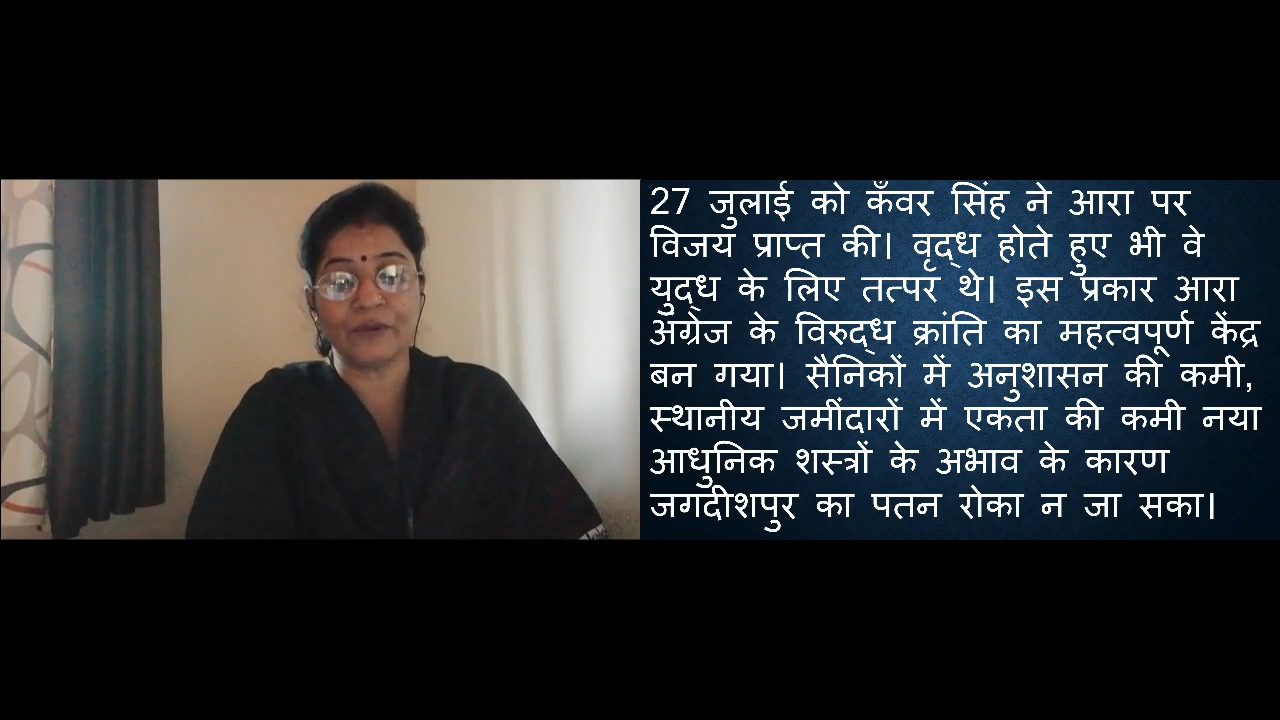 27 जुलाई को कँवर सिंह ने आरा पर
विजय प्राप्त की। वृद्ध होते हुए भी वे
युद्ध के लिए तत्पर थे। इस प्रकार आरा
अंग्रेज के विरुद्ध क्रांति का महत्वपूर्ण केंद्र
बन गया। सैनिकों में अनुशासन की कमी,
स्थानीय जमींदारों में एकता की कमी नया
आधुनिक शस्त्रों के अभाव के कारण
जगदीशपुर का पतन रोका न जा सका।